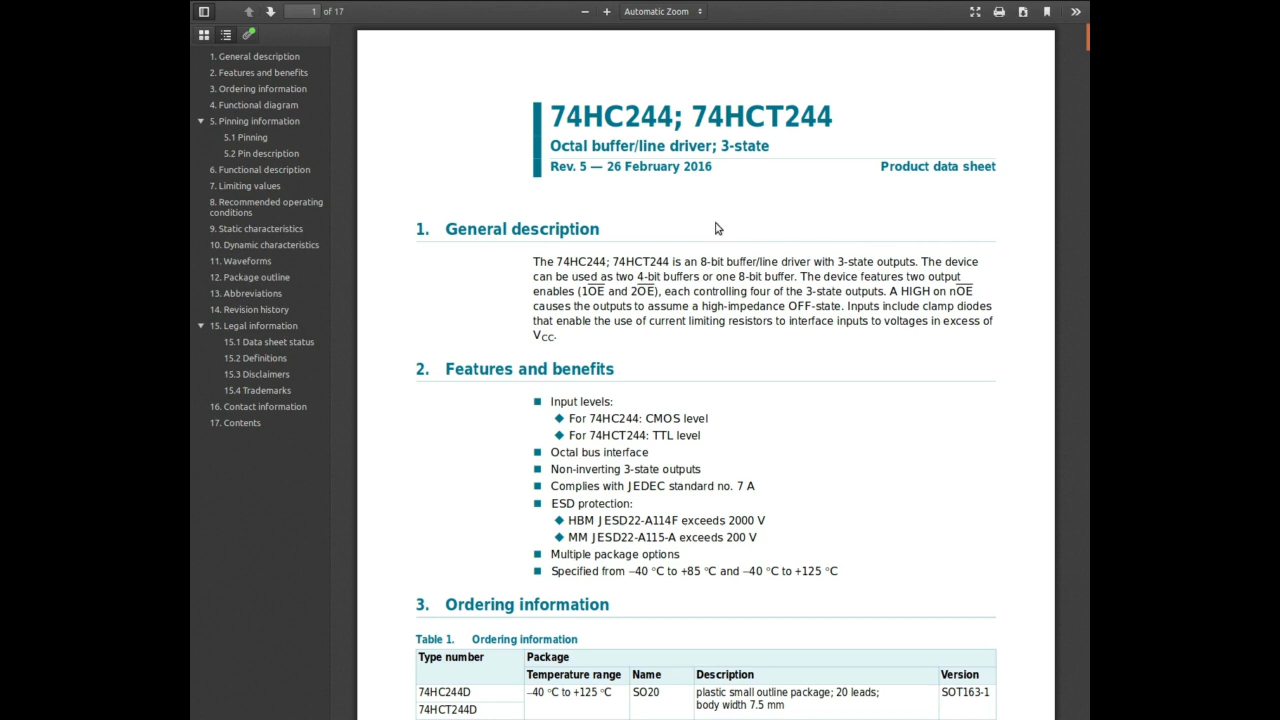 1 of 17
Automatic Zoom
1. General description
2. Features and benefits
3. Ordering information
4. Functional diagram
5. Pinning information
5.1 Pinning
5.2 Pin description
6. Functional description
7. Limiting values
8. Recommended operating
conditions
9. Static characteristics
10. Dynamic characteristics
11. Waveforms
12. Package outline
13. Abbreviations
14. Revision history
15. Legal information
15.1 Data sheet status
15.2 Definitions
15.3 Disclaimers
15.4 Trademarks
16. Contact information
17. Contents
74HC244; 74HCT244
Octal buffer/line driver; 3-state
Rev. 5 — 26 February 2016 Product data sheet
1. General description
The 74HC244; 74HCT244 is an 8-bit buffer/line driver with 3-state outputs. The device
can be used as two 4-bit buffers or one 8-bit buffer. The device features two output
enables (1O̅E̅ and 2O̅E̅), each controlling four of the 3-state outputs. A HIGH on nO̅E̅
causes the outputs to assume a high-impedance OFF-state. Inputs include clamp diodes
that enable the use of current limiting resistors to interface inputs to voltages in excess of
VCC.
2. Features and benefits
■ Input levels:
◆ For 74HC244: CMOS level
◆ For 74HCT244: TTL level
■ Octal bus interface
■ Non-inverting 3-state outputs
■ Complies with JEDEC standard no. 7 A
■ ESD protection:
◆ HBM JESD22-A114F exceeds 2000 V
◆ MM JESD22-A115-A exceeds 200 V
■ Multiple package options
■ Specified from −40 °C to +85 °C and −40 °C to +125 °C
3. Ordering information
Table 1. Ordering information
Type number Package
Temperature range Name Description Version
74HC244D −40 °C to +125 °C SO20 plastic small outline package; 20 leads; SOT163-1
body width 7.5 mm
74HCT244D